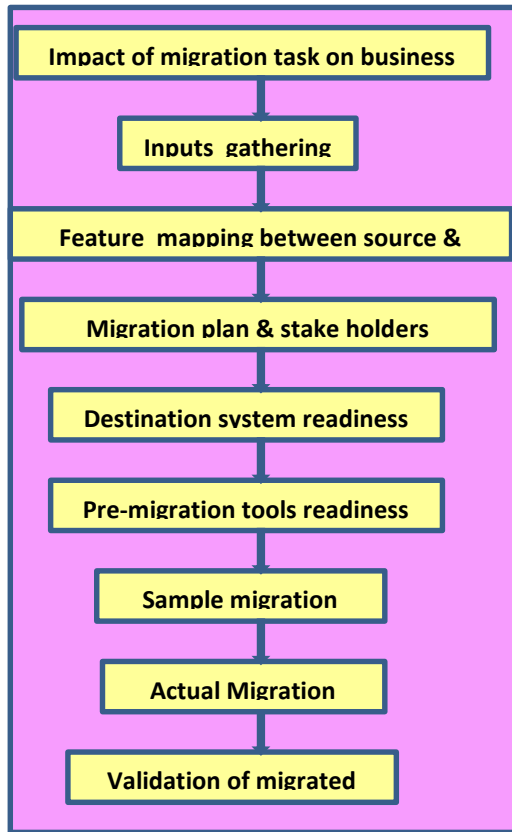 Impact of migration task on business
Inputs gathering
Feature mapping between source &
Migration plan & stake holders
Destination system readiness
Pre-migration tools readiness
Sample migration
Actual Migration
Validation of migrated